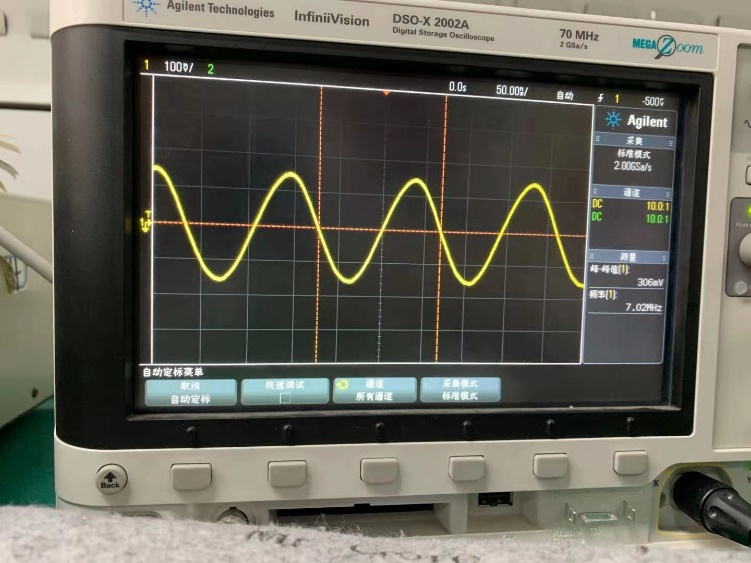 Agilent Technologies
InfiniiVision
DSO-X 2002A
Digital Storage Oscilloscope
70 MHz
2 GSa/s
MEGA Zoom
1 100㎷/ 2 0.0s 50.00㎱/ 自动 1 -500㎶
Agilent
采集
标准模式
2.00GSa/s
通道
DC 10.0:1
DC 10.0:1
测量
峰-峰值(1):
306mV
频率(1):
7.02MHz
自动定标菜单
取消
自动定标
快速调试
通道
所有通道
采集模式
标准模式
Back
X